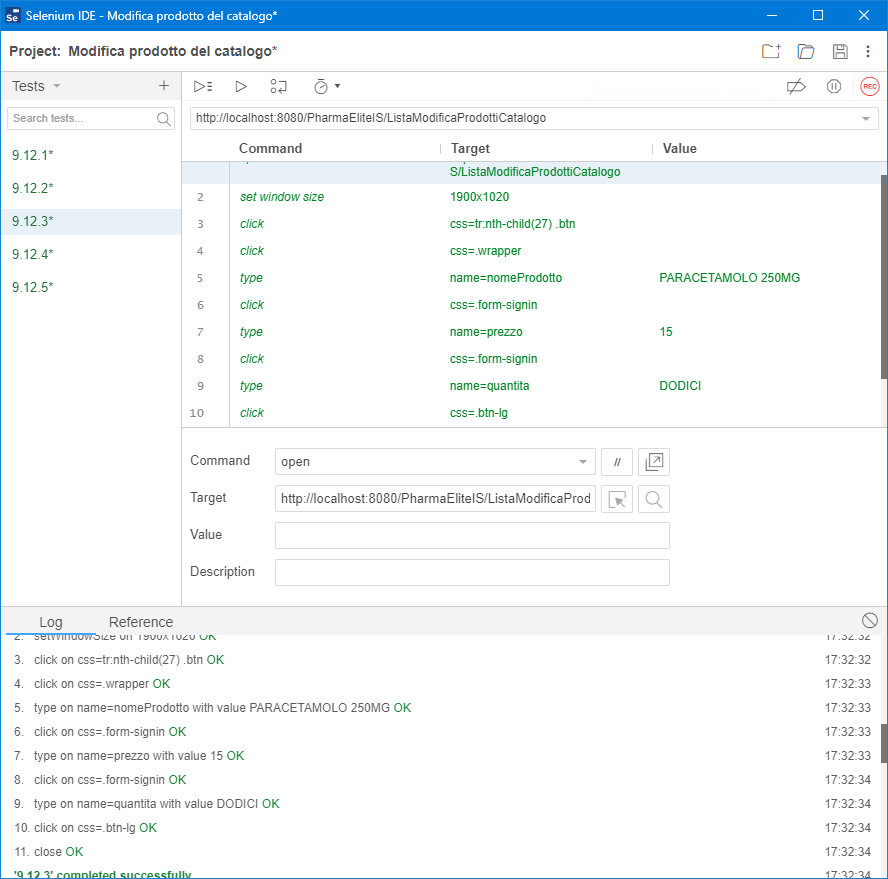 Selenium IDE - Modifica prodotto del catalogo*
Project: Modifica prodotto del catalogo*
Tests
REC
Search tests...
http://localhost:8080/PharmaEliteIS/ListaModificaProdottiCatalogo
9.12.1*
9.12.2*
9.12.3*
9.12.4*
9.12.5*
Command Target Value
S/ListaModificaProdottiCatalogo
2 set window size 1900x1020
3 click css=tr:nth-child(27) .btn
4 click css=.wrapper
5 type name=nomeProdotto PARACETAMOLO 250MG
6 click css=.form-signin
7 type name=prezzo 15
8 click css=.form-signin
9 type name=quantita DODICI
10 click css=.btn-lg
Command open //
Target http://localhost:8080/PharmaEliteIS/ListaModificaProd
Value
Description
Log Reference
2. setWindowSize on 1900x1020 OK 17:32:32
3. click on css=tr:nth-child(27) .btn OK 17:32:32
4. click on css=.wrapper OK 17:32:33
5. type on name=nomeProdotto with value PARACETAMOLO 250MG OK 17:32:33
6. click on css=.form-signin OK 17:32:33
7. type on name=prezzo with value 15 OK 17:32:33
8. click on css=.form-signin OK 17:32:34
9. type on name=quantita with value DODICI OK 17:32:34
10. click on css=.btn-lg OK 17:32:34
11. close OK 17:32:34
'9.12.3' completed successfully 17:32:34